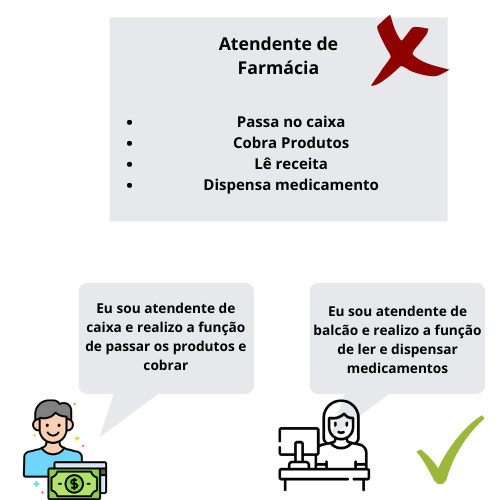 Atendente de
Farmácia
Passa no caixa
Cobra Produtos
Lê receita
Dispensa medicamento
Eu sou atendente de
caixa e realizo a função
de passar os produtos e
cobrar
Eu sou atendente de
balcão e realizo a função
de ler e dispensar
medicamentos